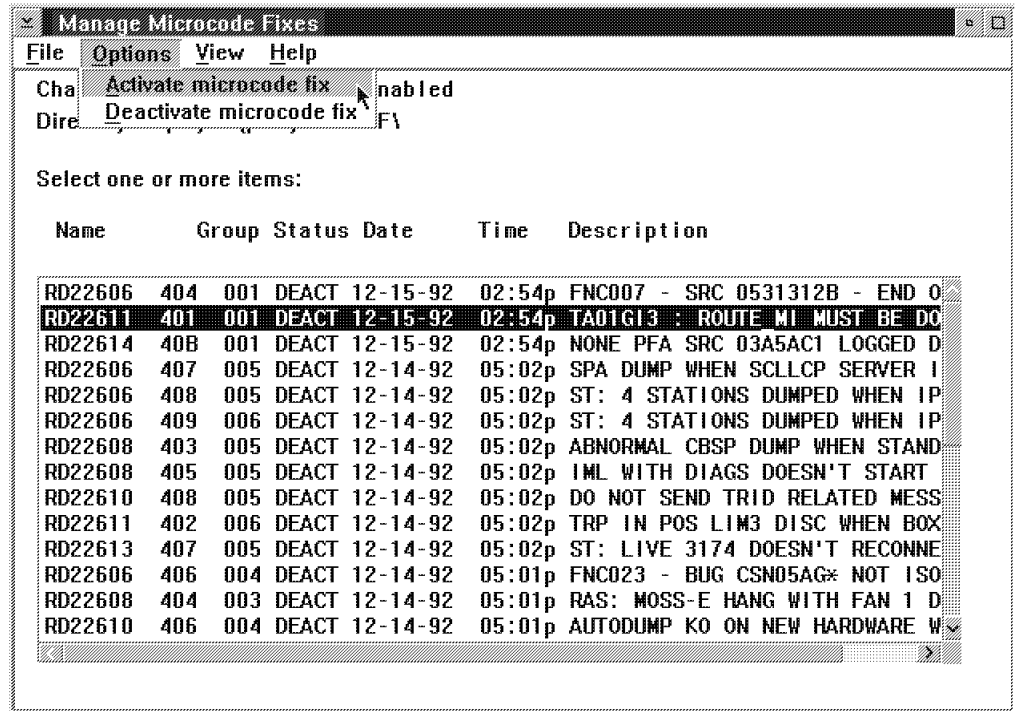 Manage Microcode Fixes
File Options View Help
Activate microcode fix
Deactivate microcode fix
Cha nabled
Dire F\
Select one or more items:
Name Group Status Date Time Description
RD22606 404 001 DEACT 12-15-92 02:54p FNC007 - SRC 0531312B - END O
RD22611 401 001 DEACT 12-15-92 02:54p TA01GI3 : ROUTE_MI MUST BE DO
RD22614 40B 001 DEACT 12-15-92 02:54p NONE PFA SRC 03A5AC1 LOGGED D
RD22606 407 005 DEACT 12-14-92 05:02p SPA DUMP WHEN SCLLCP SERVER I
RD22606 408 005 DEACT 12-14-92 05:02p ST: 4 STATIONS DUMPED WHEN IP
RD22606 409 006 DEACT 12-14-92 05:02p ST: 4 STATIONS DUMPED WHEN IP
RD22608 403 005 DEACT 12-14-92 05:02p ABNORMAL CBSP DUMP WHEN STAND
RD22608 405 005 DEACT 12-14-92 05:02p IML WITH DIAGS DOESN'T START
RD22610 408 005 DEACT 12-14-92 05:02p DO NOT SEND TRID RELATED MESS
RD22611 402 006 DEACT 12-14-92 05:02p TRP IN POS LIM3 DISC WHEN BOX
RD22613 407 005 DEACT 12-14-92 05:02p ST: LIVE 3174 DOESN'T RECONNE
RD22606 406 004 DEACT 12-14-92 05:01p FNC023 - BUG CSN05AG* NOT ISO
RD22608 404 003 DEACT 12-14-92 05:01p RAS: MOSS-E HANG WITH FAN 1 D
RD22610 406 004 DEACT 12-14-92 05:01p AUTODUMP KO ON NEW HARDWARE W